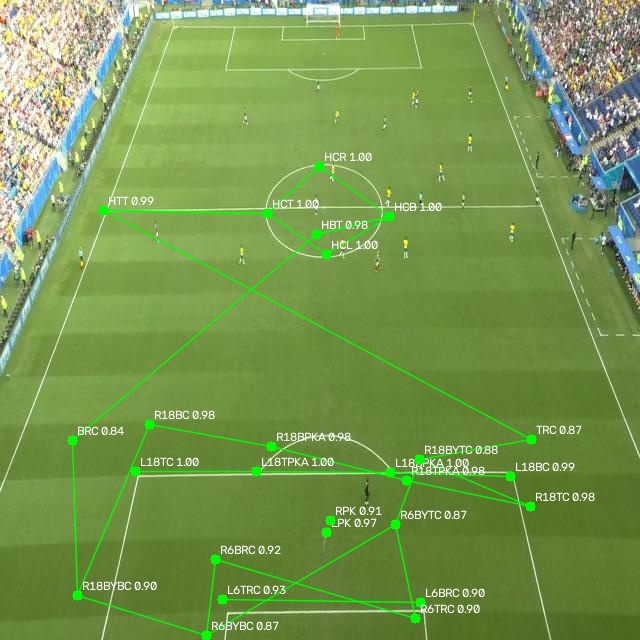 HCR 1.00
HTT 0.99
HCT 1.00
HCB 1.00
HBT 0.98
HCL 1.00
R18BC 0.98
BRC 0.84
R18BPKA 0.98
TRC 0.87
R18BYTC 0.88
L18TC 1.00
L18TPKA 1.00
R18TPKA 0.98
L18BC 0.99
R18TC 0.98
RPK 0.91
R6BYTC 0.87
LPK 0.97
R6BRC 0.92
R18BYBC 0.90
L6TRC 0.93
L6BRC 0.90
R6TRC 0.90
R6BYBC 0.87